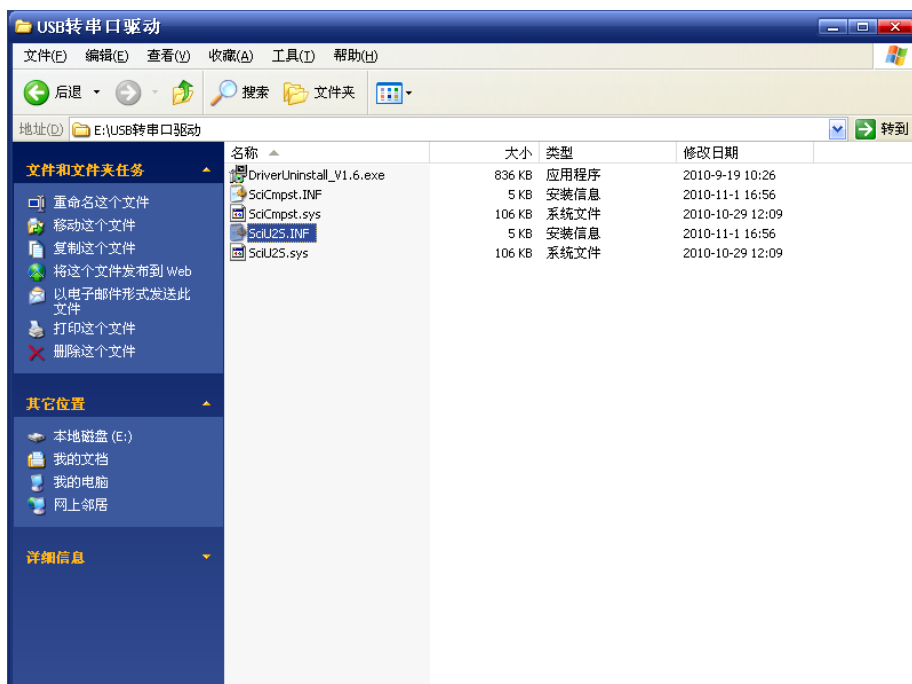 USB转串口驱动
文件(F) 编辑(E) 查看(V) 收藏(A) 工具(T) 帮助(H)
后退 搜索 文件夹
地址(D) E:\USB转串口驱动 转到
名称 大小 类型 修改日期
DriverUninstall_V1.6.exe 836 KB 应用程序 2010-9-19 10:26
SciCmpst.INF 5 KB 安装信息 2010-11-1 16:56
SciCmpst.sys 106 KB 系统文件 2010-10-29 12:09
SciU2S.INF 5 KB 安装信息 2010-11-1 16:56
SciU2S.sys 106 KB 系统文件 2010-10-29 12:09
文件和文件夹任务
重命名这个文件
移动这个文件
复制这个文件
将这个文件发布到 Web
以电子邮件形式发送此
文件
打印这个文件
删除这个文件
其它位置
本地磁盘 (E:)
我的文档
我的电脑
网上邻居
详细信息